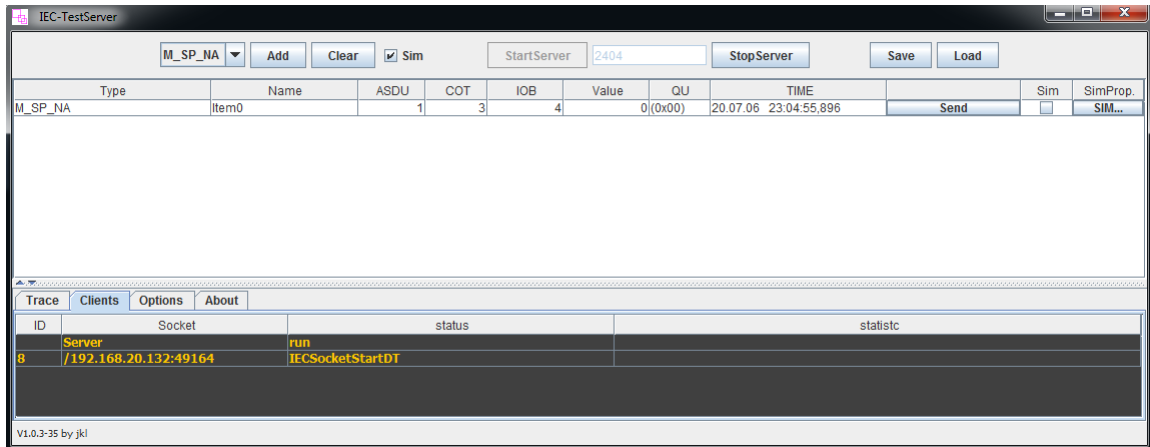 IEC-TestServer
M_SP_NA Add Clear Sim StartServer 2404 StopServer Save Load
Type Name ASDU COT IOB Value QU TIME Sim SimProp.
M_SP_NA Item0 1 3 4 0 (0x00) 20.07.06 23:04:55,896 Send SIM...
Trace Clients Options About
ID Socket status statistc
Server run
8 /192.168.20.132:49164 IECSocketStartDT
V1.0.3-35 by jkl